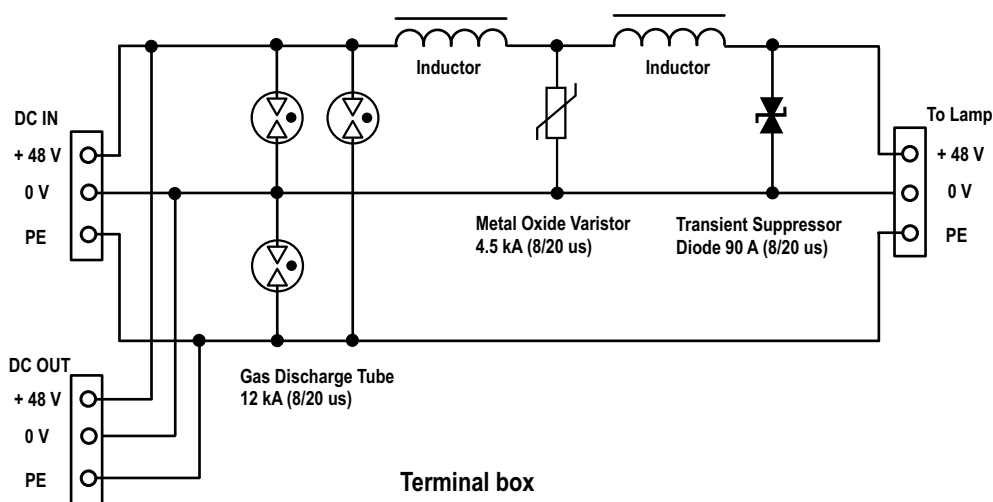 Inductor
Inductor
DC IN
+ 48 V
0 V
PE
To Lamp
+ 48 V
0 V
PE
Metal Oxide Varistor
4.5 kA (8/20 us)
Transient Suppressor
Diode 90 A (8/20 us)
Gas Discharge Tube
12 kA (8/20 us)
DC OUT
+ 48 V
0 V
PE
Terminal box